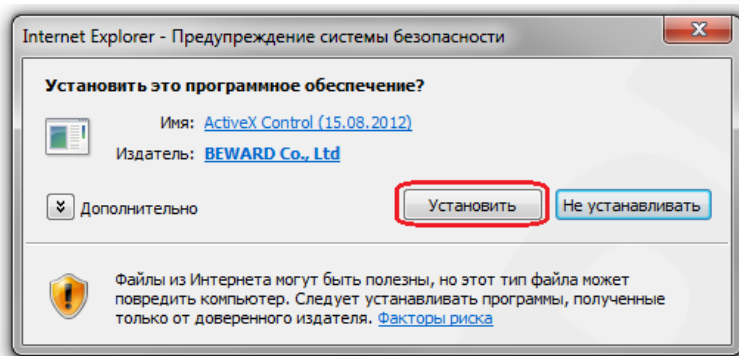 Internet Explorer - Предупреждение системы безопасности
Установить это программное обеспечение?
Имя: ActiveX Control (15.08.2012)
Издатель: BEWARD Co., Ltd
Дополнительно
Установить
Не устанавливать
Файлы из Интернета могут быть полезны, но этот тип файла может
повредить компьютер. Следует устанавливать программы, полученные
только от доверенного издателя. Факторы риска